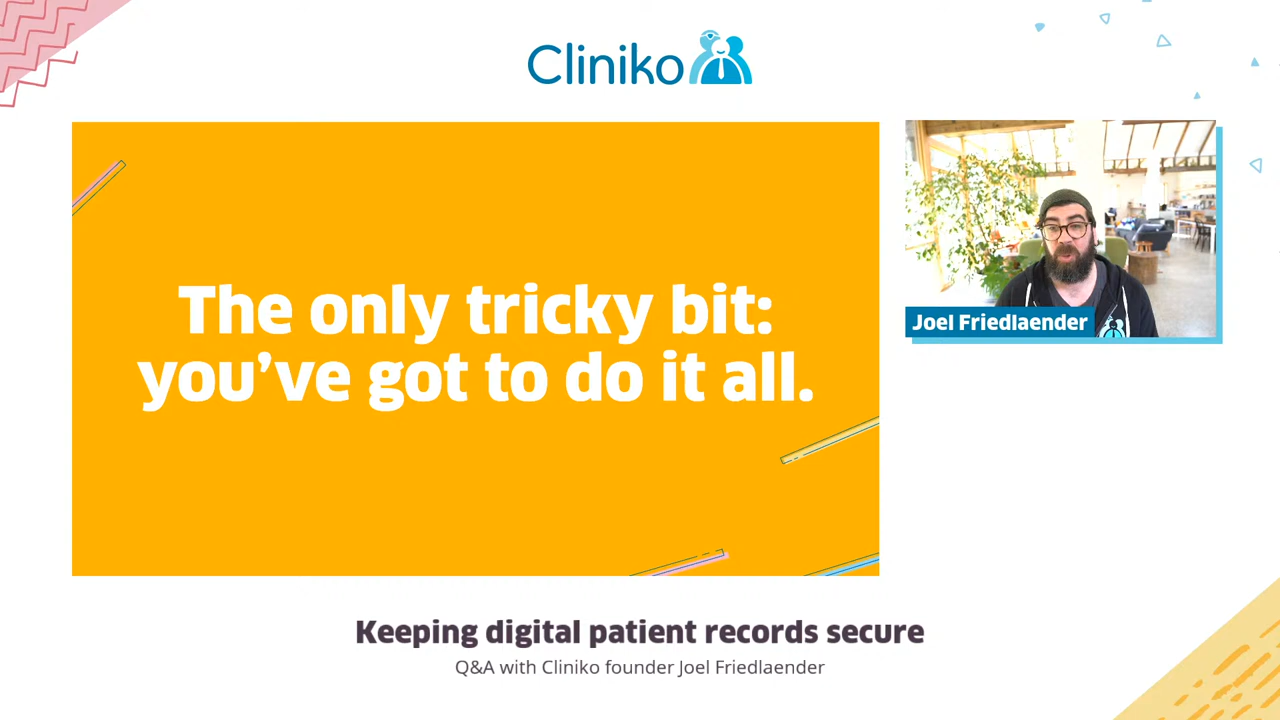 Cliniko
The only tricky bit:
you’ve got to do it all.
Joel Friedlaender
Keeping digital patient records secure
Q&A with Cliniko founder Joel Friedlaender